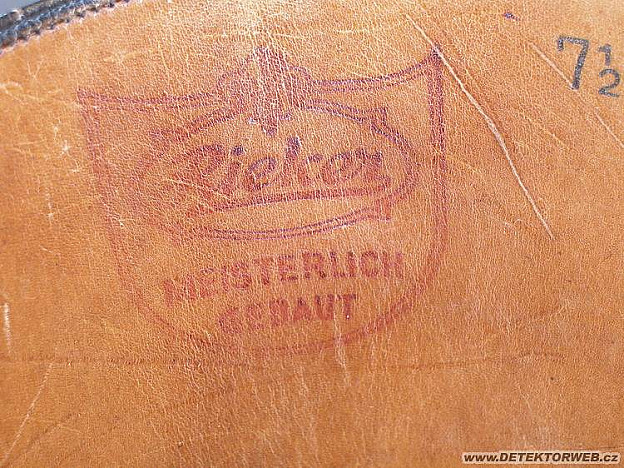 7½
Rieker
MEISTERLICH
GEBAUT
www.DETEKTORWEB.cz